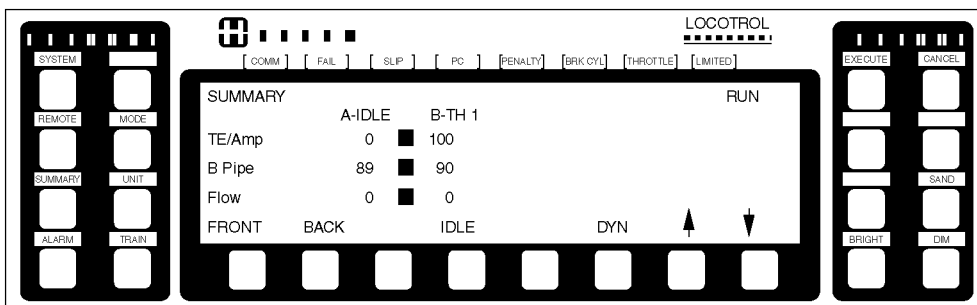 LOCOTROL
[ COMM ] [ FAIL ] [ SLIP ] [ PC ] [PENALTY] [BRK CYL] [THROTTLE] [LIMITED]
SYSTEM
REMOTE MODE
SUMMARY UNIT
ALARM TRAIN
SUMMARY RUN
A-IDLE B-TH 1
TE/Amp 0 100
B Pipe 89 90
Flow 0 0
FRONT BACK IDLE DYN
EXECUTE CANCEL
SAND
BRIGHT DIM